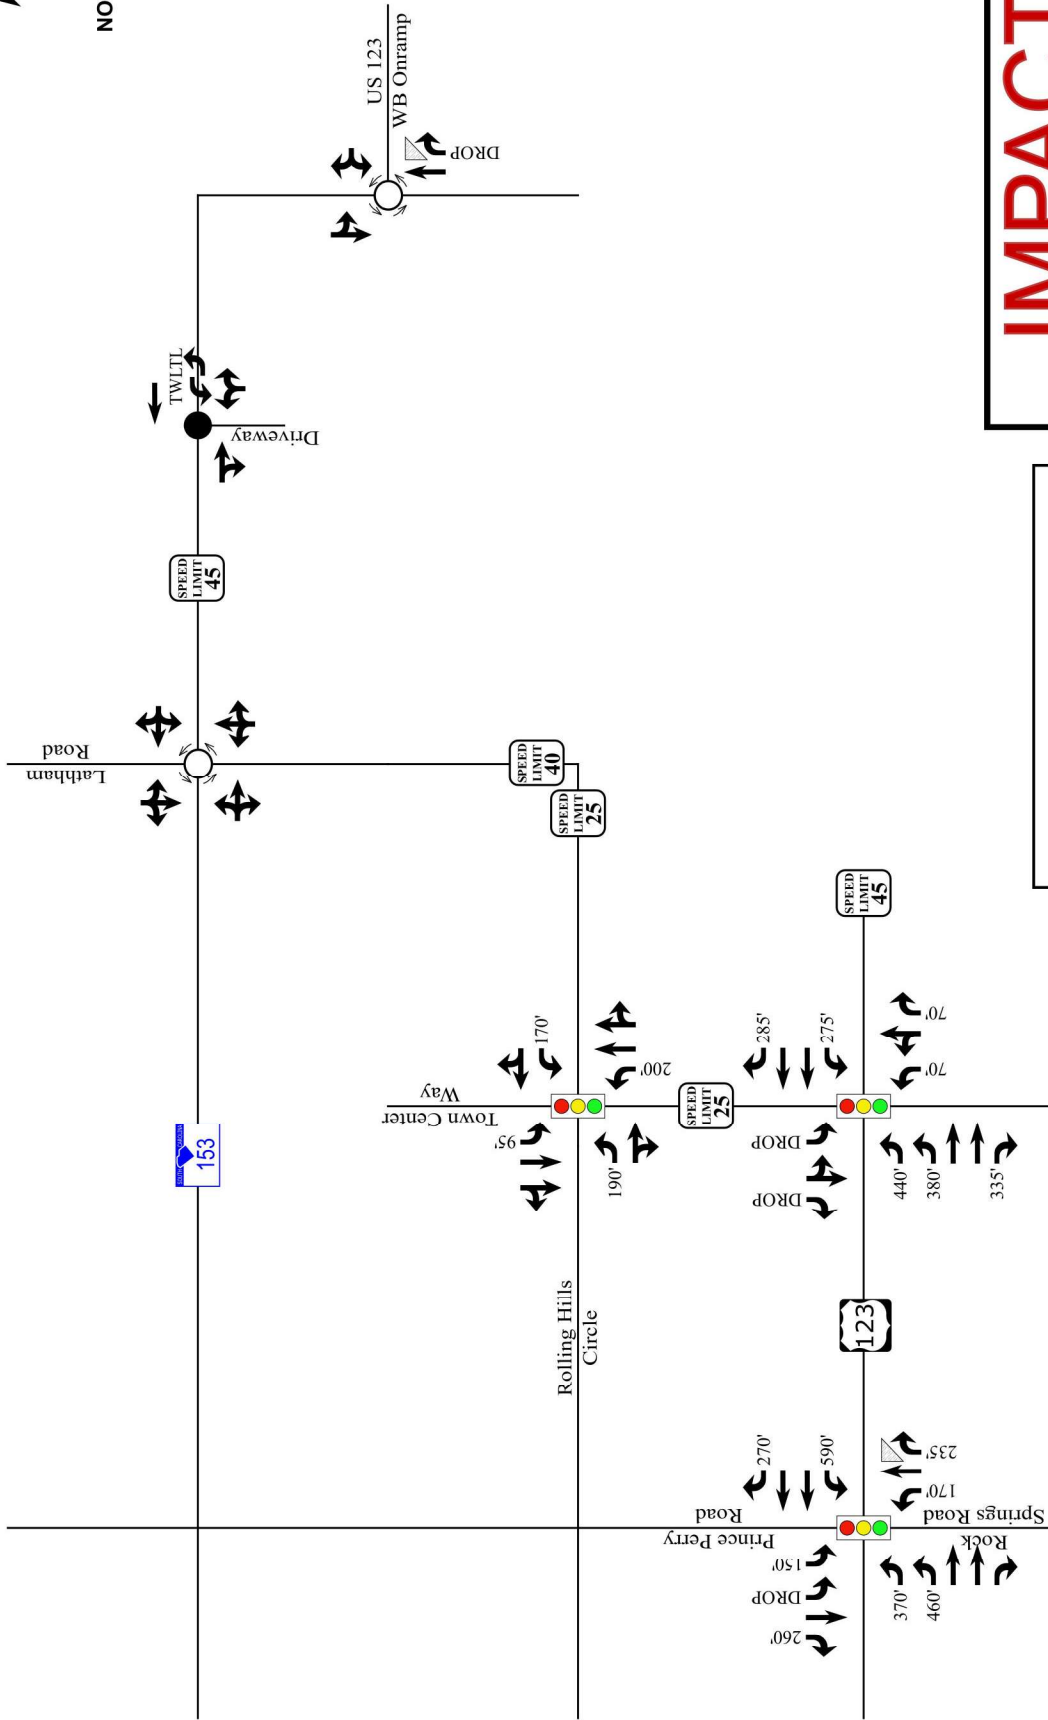 NO
US 123
WB Onramp
DROP
TWLTL
Driveway
SPEED
LIMIT
45
Lathham
Road
SPEED
LIMIT
40
SPEED
LIMIT
25
SOUTH CAROLINA
153
Town Center
Way
95'
170'
190'
200'
Rolling Hills
Circle
SPEED
LIMIT
25
285'
275'
DROP
DROP
SPEED
LIMIT
45
70'
70'
440'
380'
335'
123
Prince Perry
Road
270'
590'
150'
DROP
260'
235'
170'
Rock
Springs Road
370'
460'
IMPACT